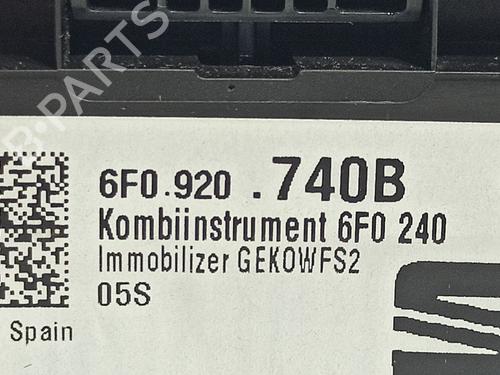 B-PARTS
6F0.920 .740B
Kombiinstrument 6F0 240
Immobilizer GEKOWFS2
05S
Spain